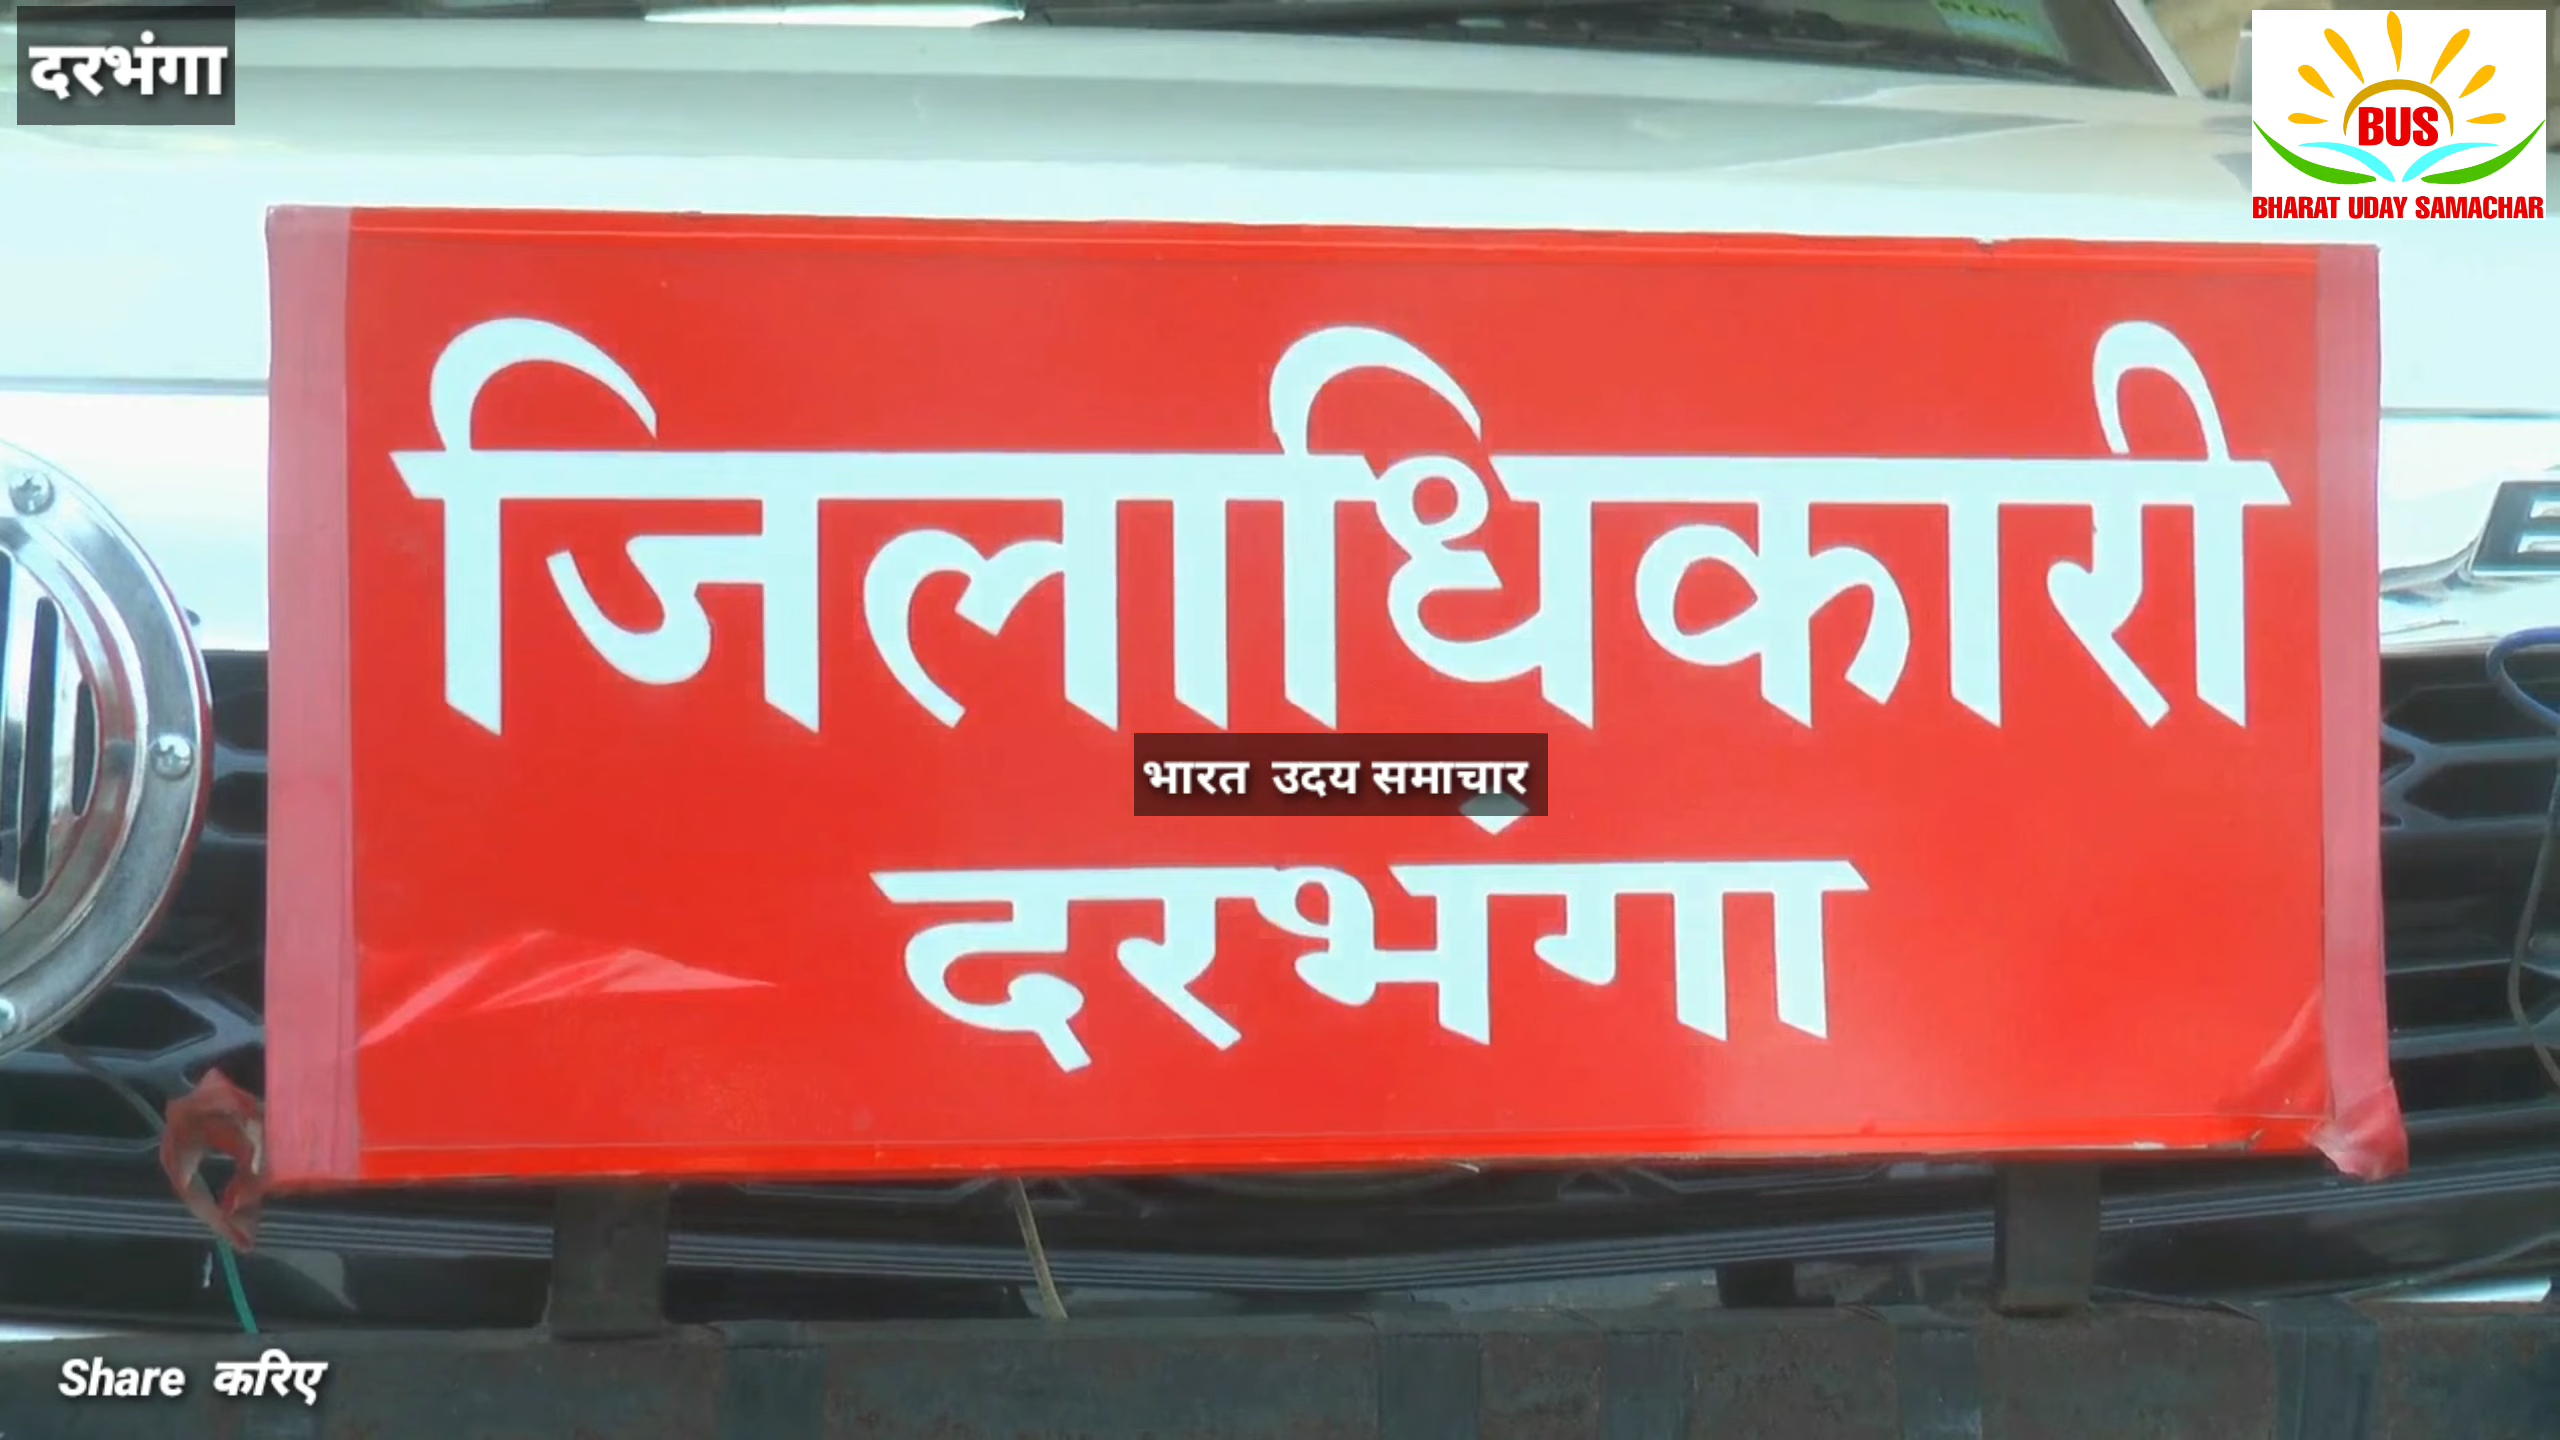 दरभंगा
BUS
BHARAT UDAY SAMACHAR
जिलाधिकारी
भारत उदय समाचार
दरभंगा
Share करिए